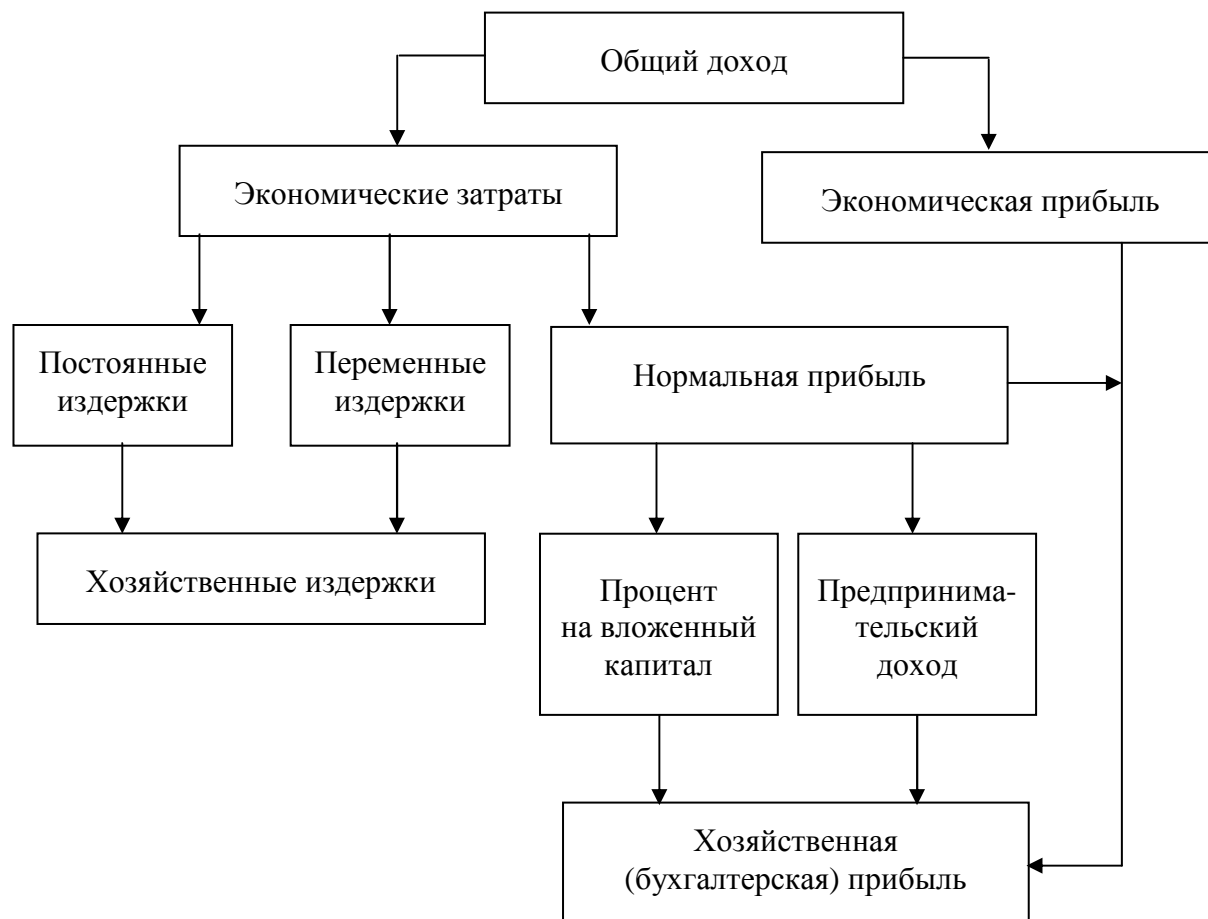 Общий доход
Экономические затраты
Экономическая прибыль
Постоянные
издержки
Переменные
издержки
Нормальная прибыль
Хозяйственные издержки
Процент
на вложенный
капитал
Предпринима-
тельский
доход
Хозяйственная
(бухгалтерская) прибыль